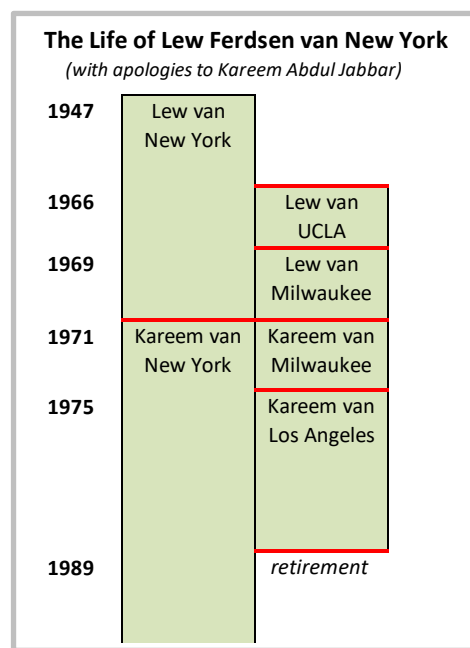 The Life of Lew Ferdsen van New York
(with apologies to Kareem Abdul Jabbar)
1947
Lew van
New York
1966
Lew van
UCLA
1969
Lew van
Milwaukee
1971
Kareem van
New York
Kareem van
Milwaukee
1975
Kareem van
Los Angeles
1989
retirement